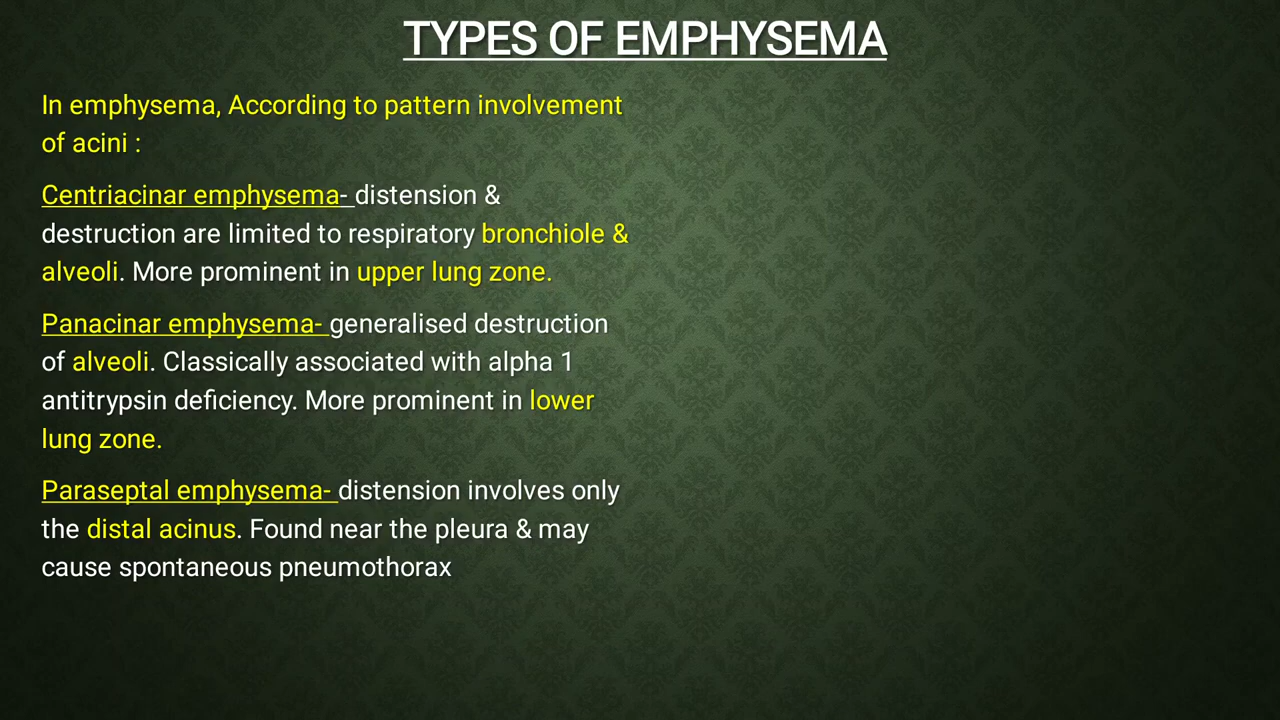 TYPES OF EMPHYSEMA
In emphysema, According to pattern involvement
of acini :
Centriacinar emphysema- distension &
destruction are limited to respiratory bronchiole &
alveoli. More prominent in upper lung zone.
Panacinar emphysema- generalised destruction
of alveoli. Classically associated with alpha 1
antitrypsin deficiency. More prominent in lower
lung zone.
Paraseptal emphysema- distension involves only
the distal acinus. Found near the pleura & may
cause spontaneous pneumothorax